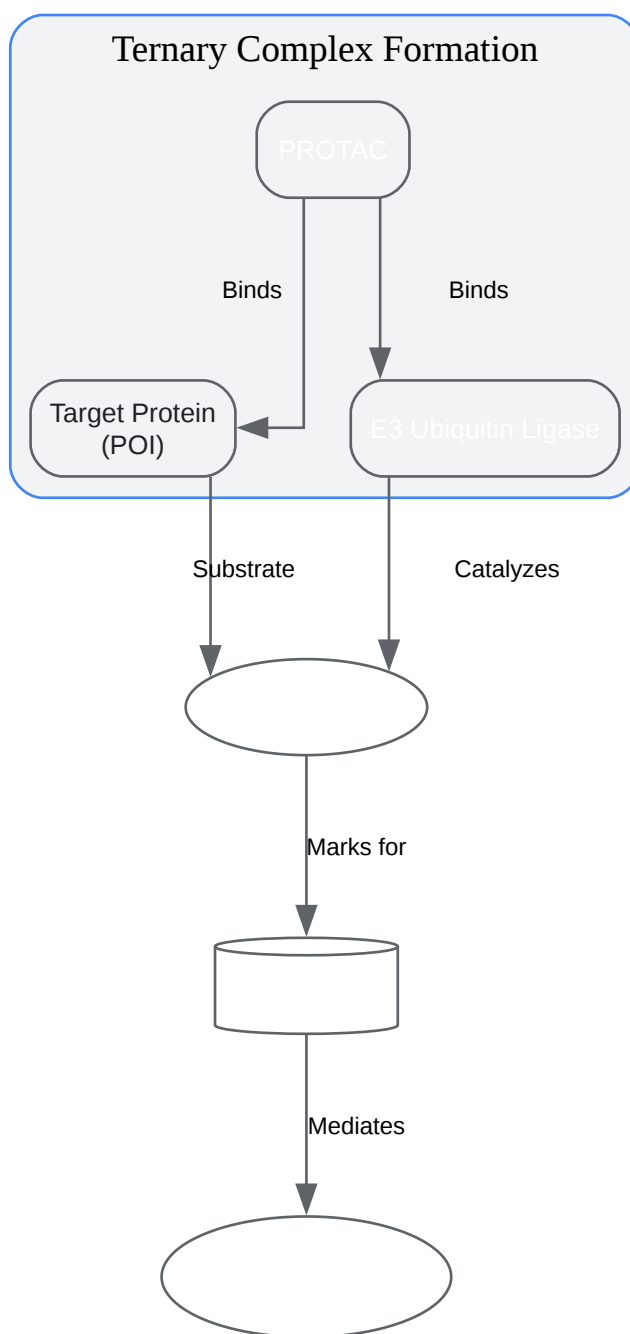 Ternary Complex Formation
PROTAC
Binds
Binds
Target Protein
(POI)
E3 Ubiquitin Ligase
Substrate
Catalyzes
Marks for
Mediates